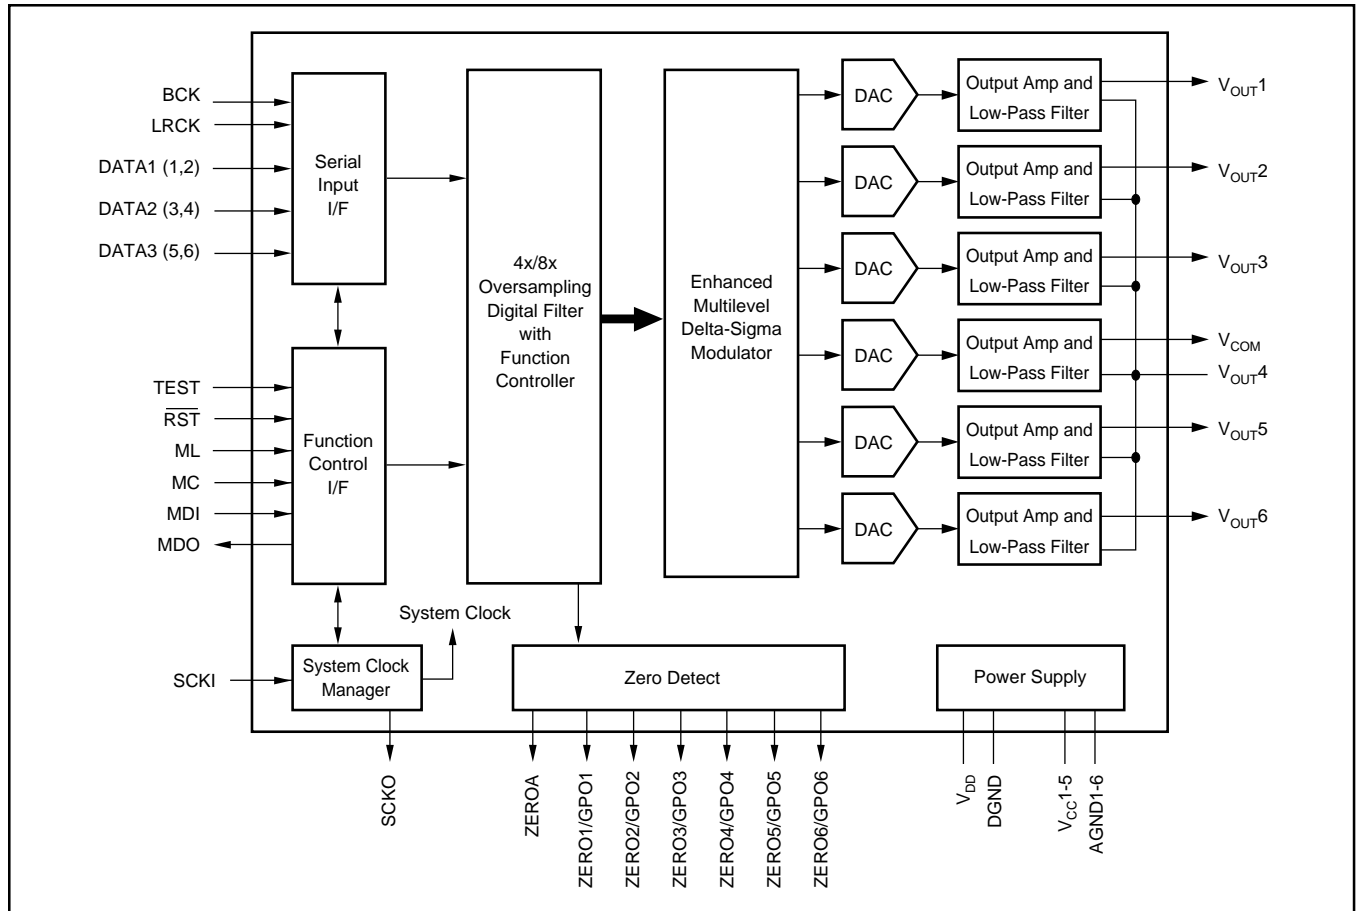 BCK
LRCK
DATA1 (1,2)
DATA2 (3,4)
DATA3 (5,6)
Serial
Input
I/F
TEST
RST
ML
MC
MDI
MDO
Function
Control
I/F
SCKI
System Clock
Manager
System Clock
SCKO
4x/8x
Oversampling
Digital Filter
with
Function
Controller
Enhanced
Multilevel
Delta-Sigma
Modulator
DAC
Output Amp and
Low-Pass Filter
VOUT1
DAC
Output Amp and
Low-Pass Filter
VOUT2
DAC
Output Amp and
Low-Pass Filter
VOUT3
DAC
Output Amp and
Low-Pass Filter
VCOM
VOUT4
DAC
Output Amp and
Low-Pass Filter
VOUT5
DAC
Output Amp and
Low-Pass Filter
VOUT6
Zero Detect
ZEROA
ZERO1/GPO1
ZERO2/GPO2
ZERO3/GPO3
ZERO4/GPO4
ZERO5/GPO5
ZERO6/GPO6
Power Supply
VDD
DGND
VCC1-5
AGND1-6